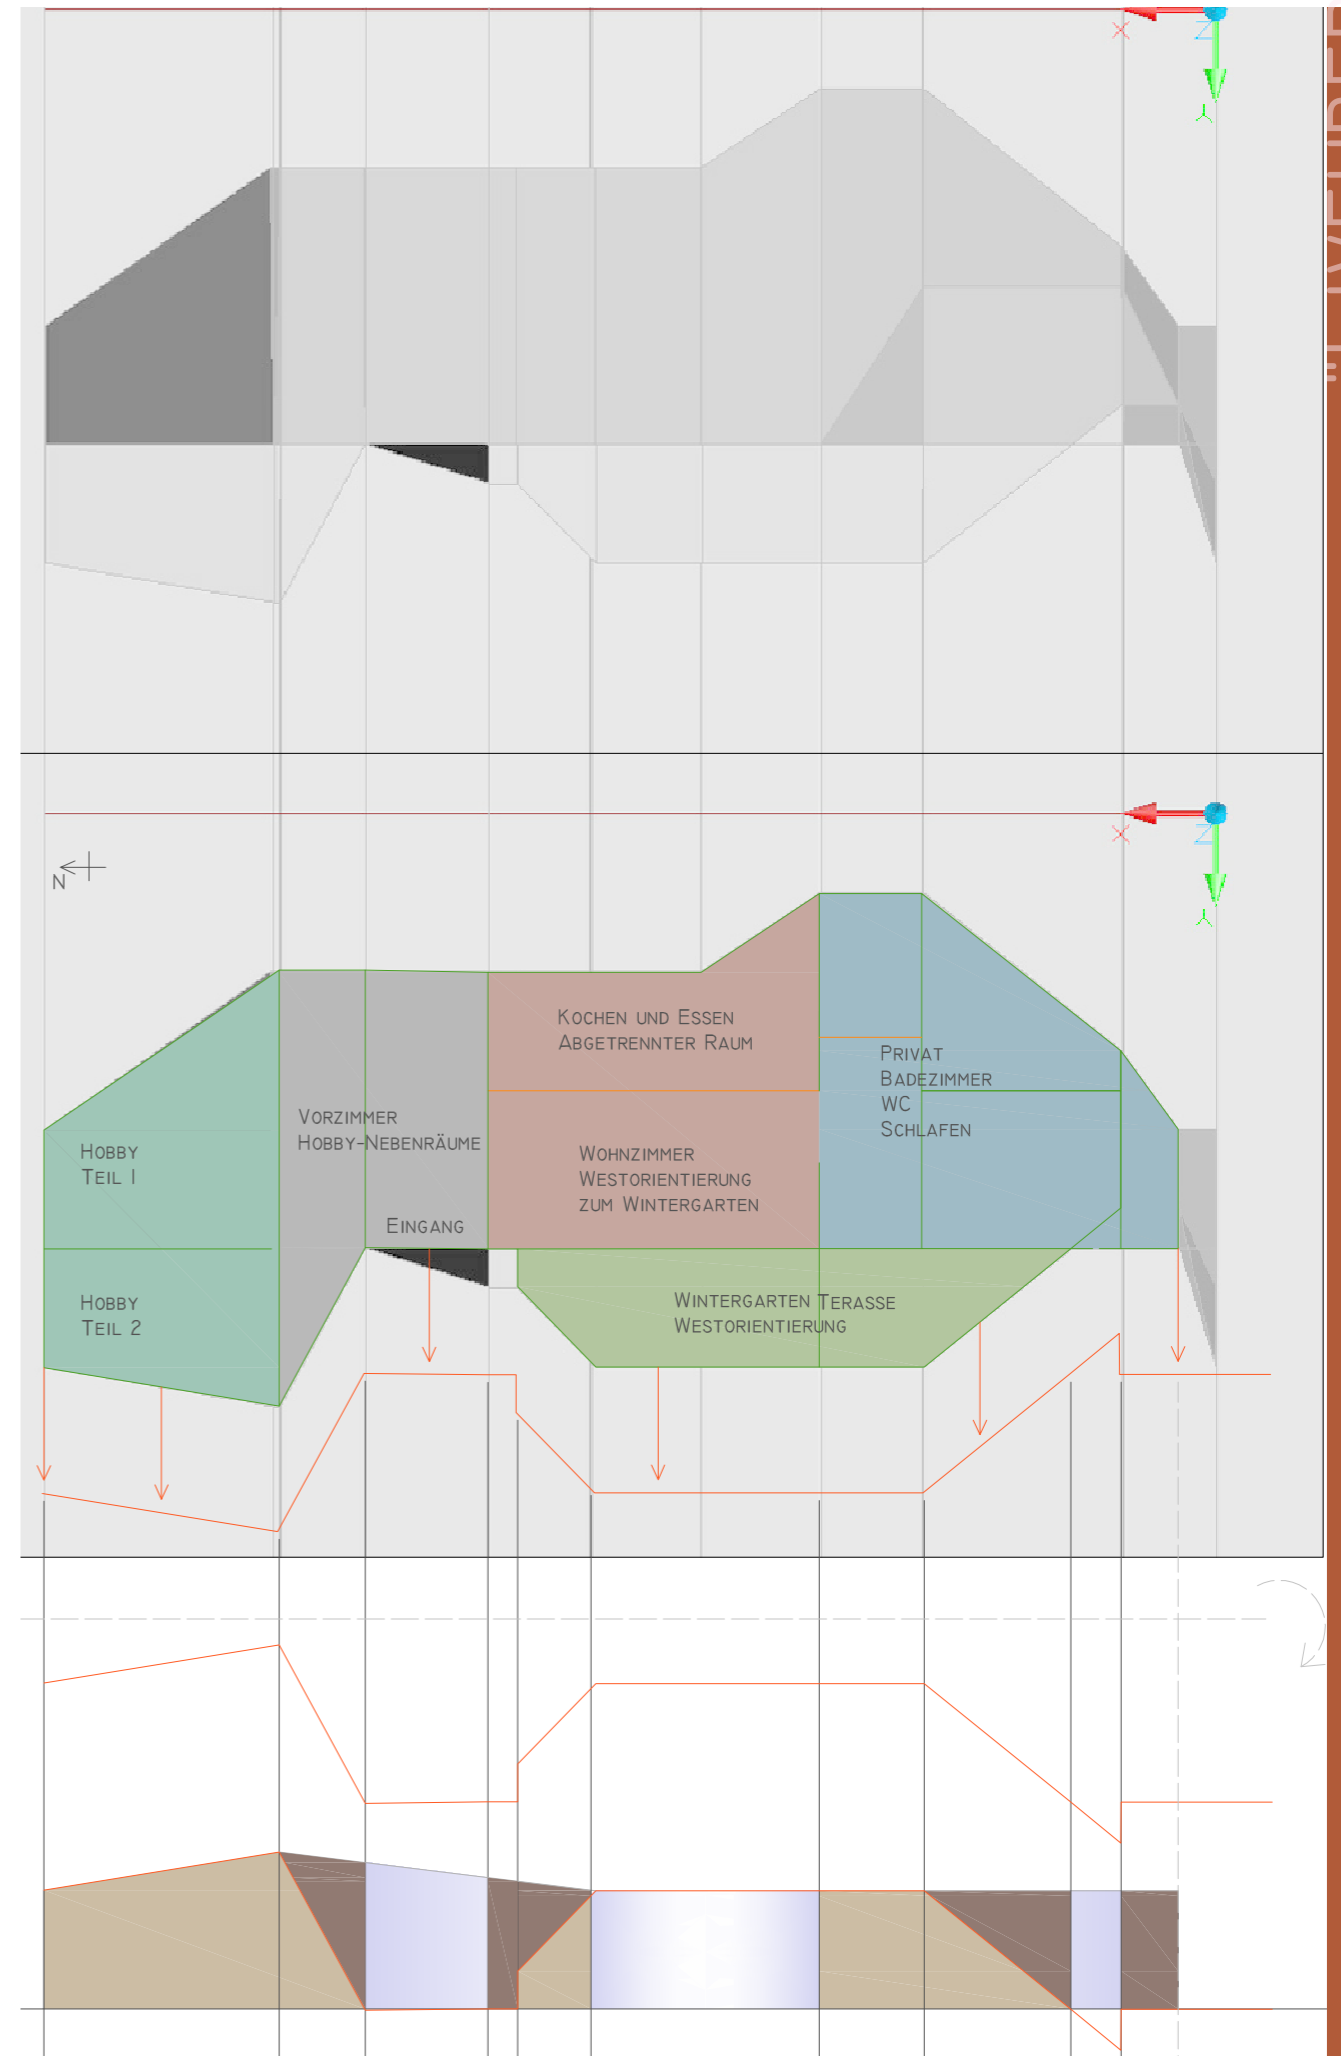 X
Z
Y
X
Z
Y
N
Kochen und Essen
Abgetrennter Raum
Privat
Badezimmer
WC
Schlafen
Vorzimmer
Hobby-Nebenräume
Hobby
Teil 1
Wohnzimmer
Westorientierung
zum Wintergarten
Eingang
Hobby
Teil 2
Wintergarten Terasse
Westorientierung